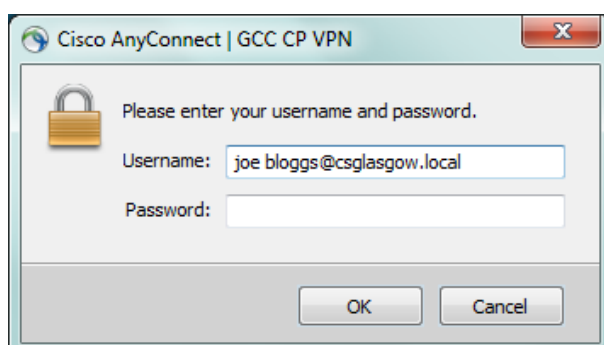 Cisco AnyConnect | GCC CP VPN
Please enter your username and password.
Username: joe bloggs@csglasgow.local
Password:
OK Cancel